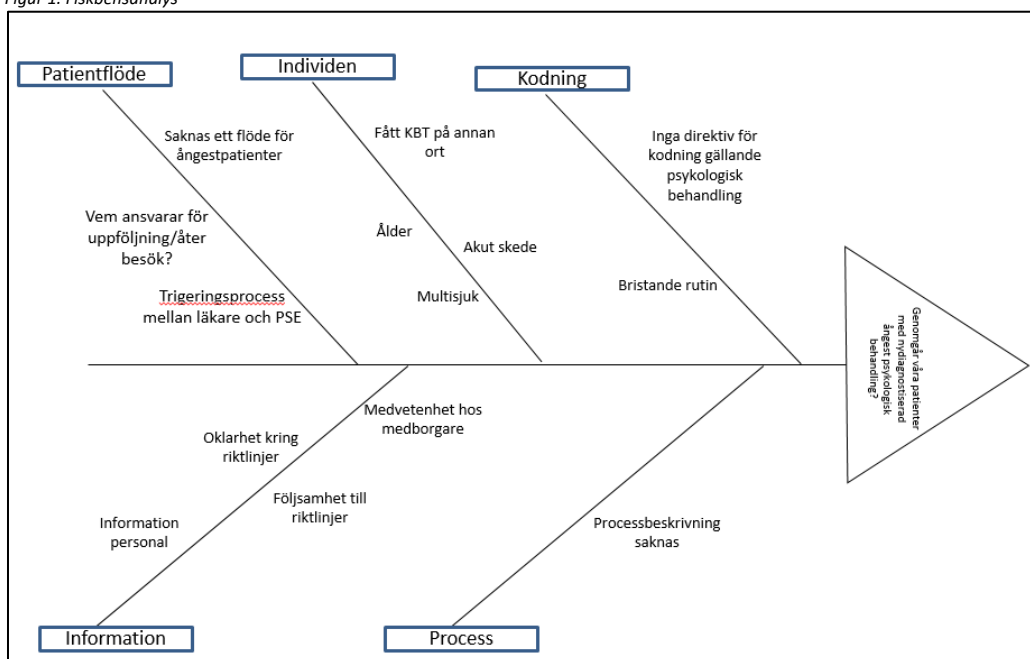 Figur 1. Fiskbensanalys
Patientflöde
Individen
Kodning
Saknas ett flöde för
ångestpatienter
Vem ansvarar för
uppföljning/åter
besök?
Trigeringsprocess
mellan läkare och PSE
Fått KBT på annan
ort
Ålder
Akut skede
Multisjuk
Inga direktiv för
kodning gällande
psykologisk
behandling
Bristande rutin
Genomgår våra patienter
med nydiagnostiserad
ångest psykologisk
behandling?
Medvetenhet hos
medborgare
Oklarhet kring
riktlinjer
Följsamhet till
riktlinjer
Information
personal
Processbeskrivning
saknas
Information
Process